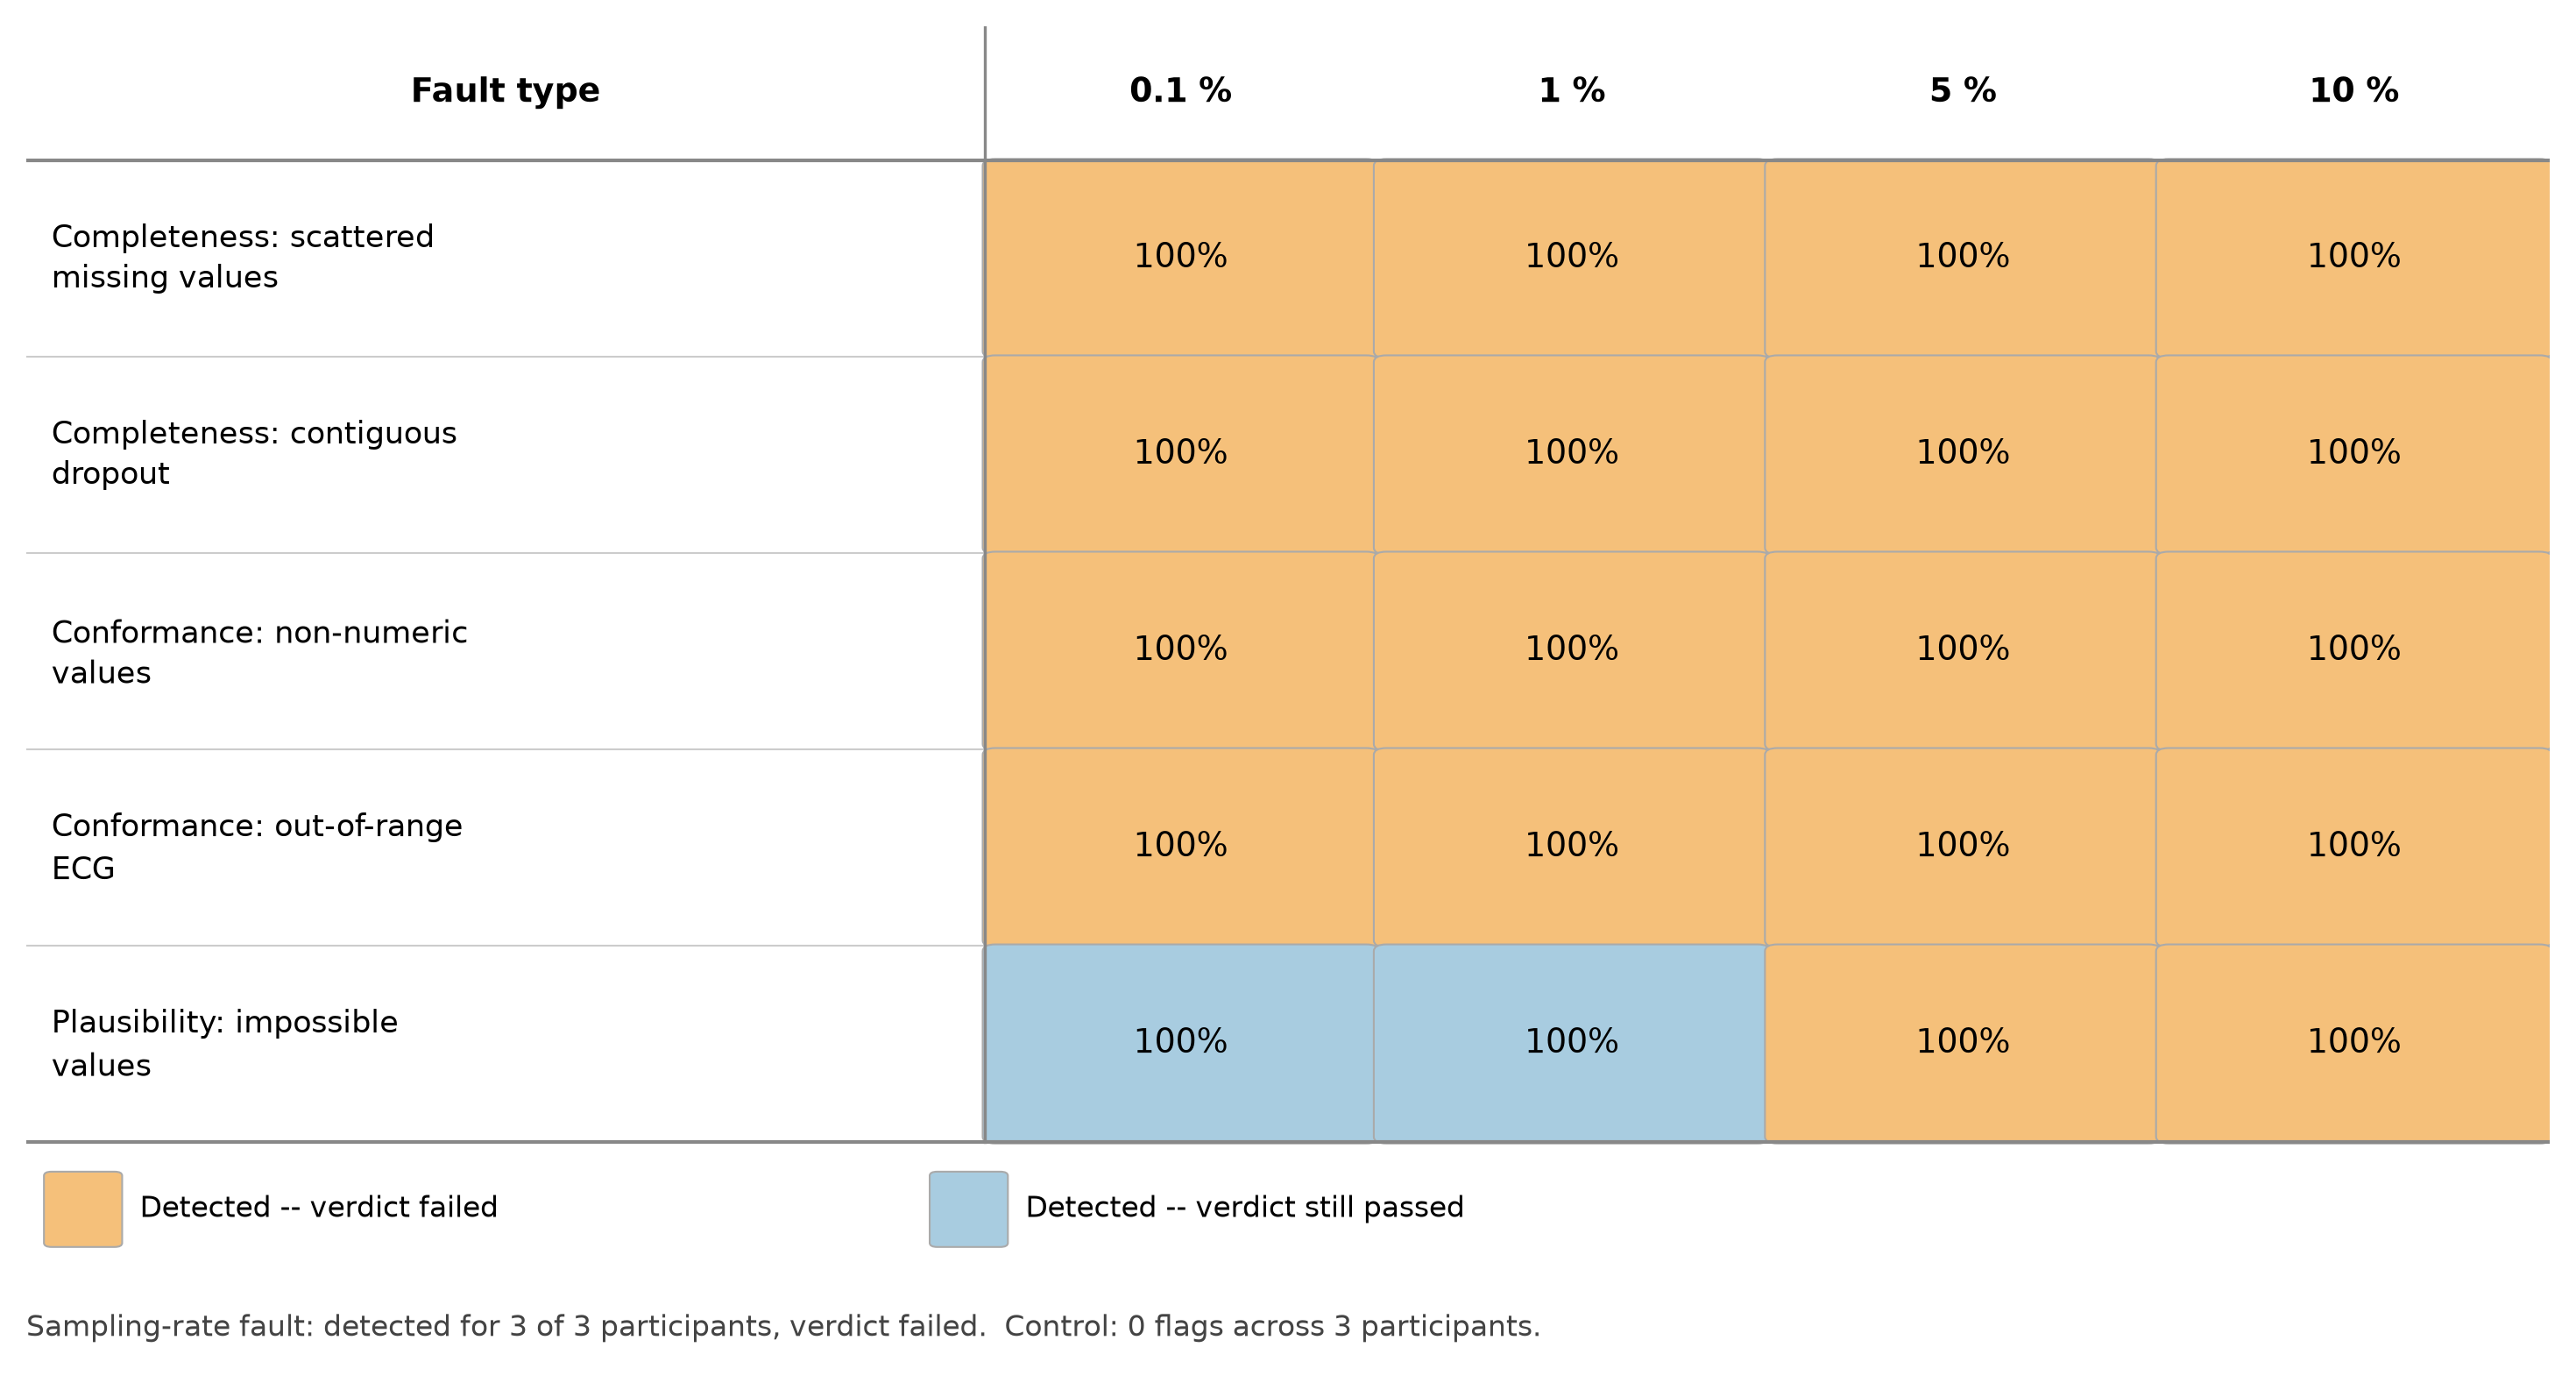 Fault type 0.1 % 1 % 5 % 10 %
Completeness: scattered
missing values
100% 100% 100% 100%
Completeness: contiguous
dropout
100% 100% 100% 100%
Conformance: non-numeric
values
100% 100% 100% 100%
Conformance: out-of-range
ECG
100% 100% 100% 100%
Plausibility: impossible
values
100% 100% 100% 100%
Detected -- verdict failed
Detected -- verdict still passed
Sampling-rate fault: detected for 3 of 3 participants, verdict failed.  Control: 0 flags across 3 participants.